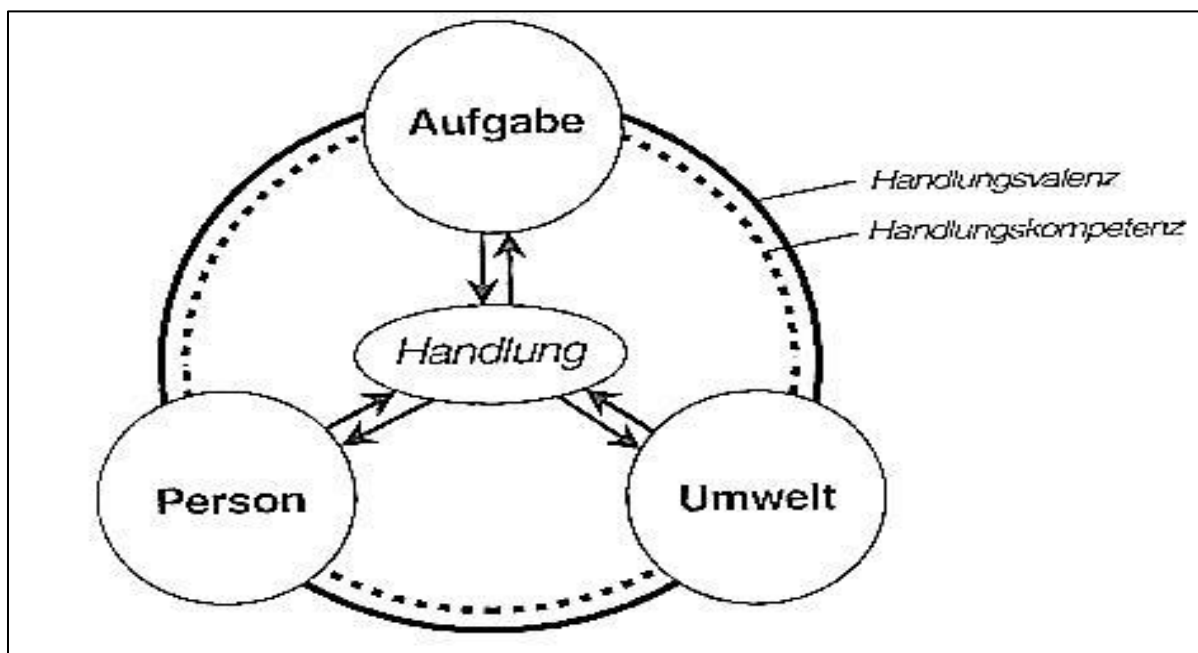 Aufgabe
Handlungsvalenz
Handlungskompetenz
Handlung
Person
Umwelt